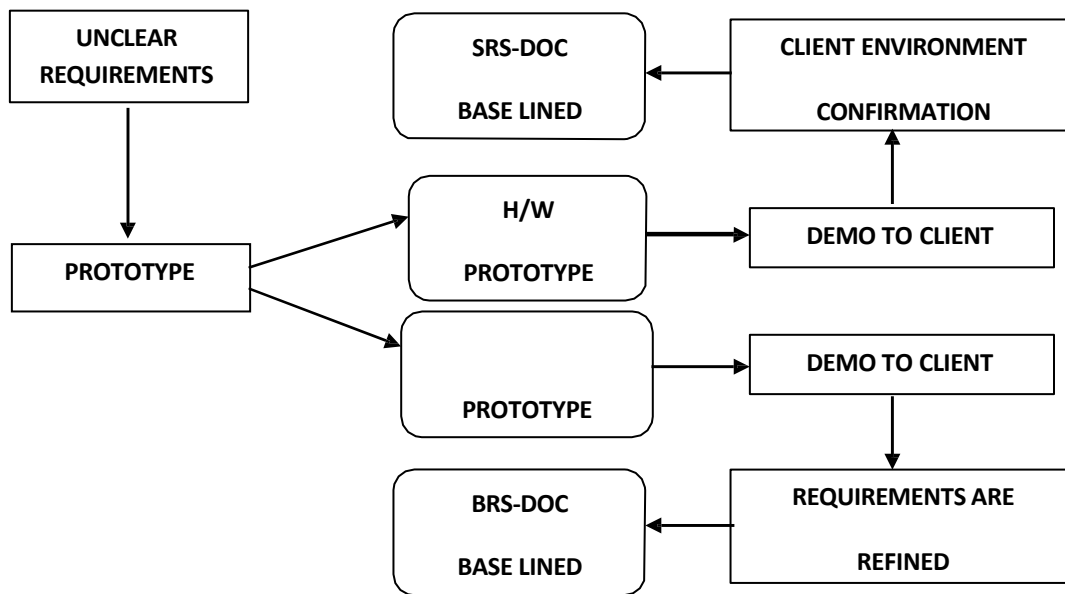 UNCLEAR
REQUIREMENTS
SRS-DOC
BASE LINED
CLIENT ENVIRONMENT
CONFIRMATION
PROTOTYPE
H/W
PROTOTYPE
DEMO TO CLIENT
PROTOTYPE
DEMO TO CLIENT
BRS-DOC
BASE LINED
REQUIREMENTS ARE
REFINED